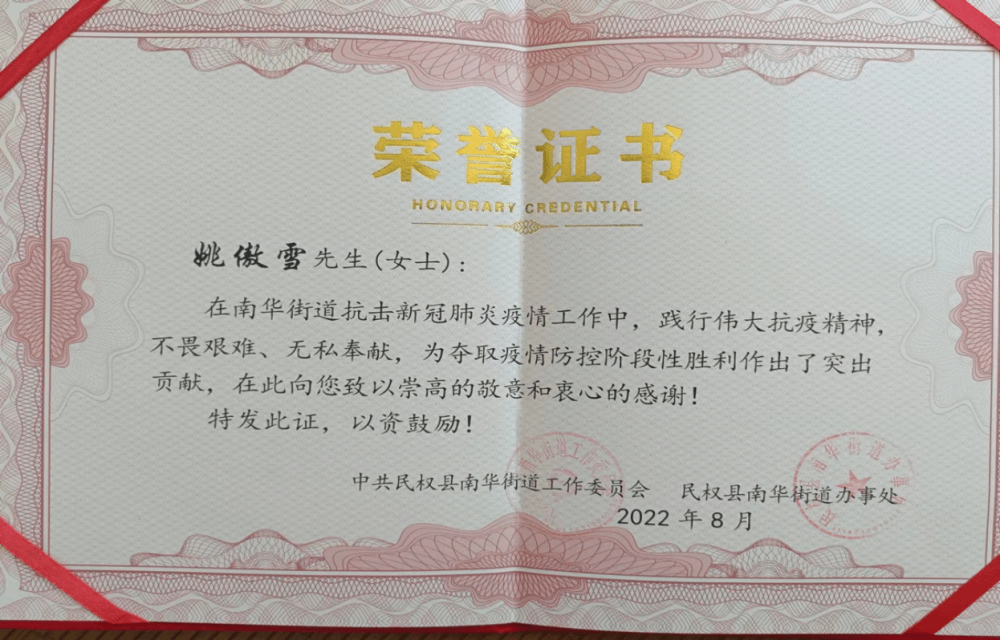 荣誉证书
HONORARY CREDENTIAL
姚傲雪先生(女士):
在南华街道抗击新冠肺炎疫情工作中，践行伟大抗疫精神，
不畏艰难、无私奉献，为夺取疫情防控阶段性胜利作出了突出
贡献，在此向您致以崇高的敬意和衷心的感谢！
特发此证，以资鼓励！
中共民权县南华街道工作委员会 民权县南华街道办事处
2022 年 8 月